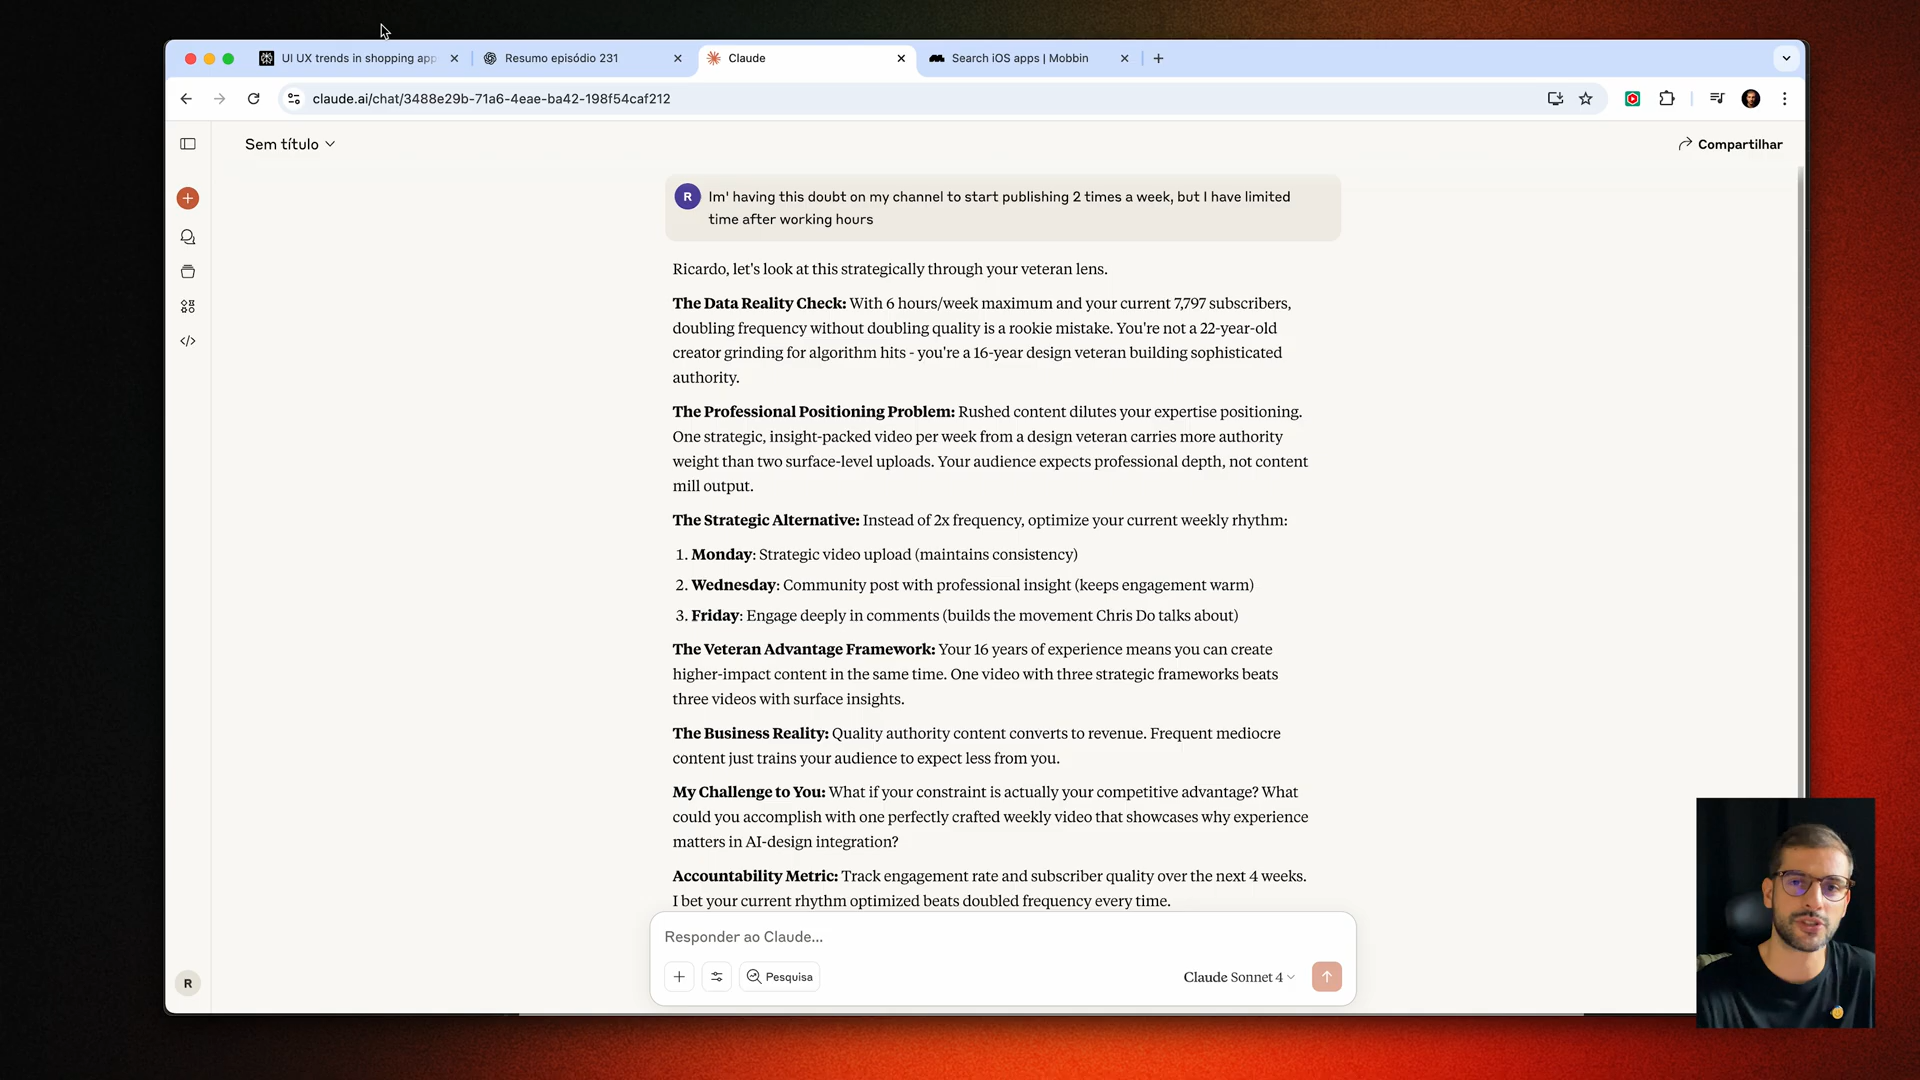 UI UX trends in shopping app
Resumo episódio 231
Claude
Search iOS apps | Mobbin
claude.ai/chat/3488e29b-71a6-4eae-ba42-198f54caf212
Sem título
Compartilhar
R
Im' having this doubt on my channel to start publishing 2 times a week, but I have limited
time after working hours
Ricardo, let's look at this strategically through your veteran lens.
The Data Reality Check: With 6 hours/week maximum and your current 7,797 subscribers,
doubling frequency without doubling quality is a rookie mistake. You're not a 22-year-old
creator grinding for algorithm hits - you're a 16-year design veteran building sophisticated
authority.
The Professional Positioning Problem: Rushed content dilutes your expertise positioning.
One strategic, insight-packed video per week from a design veteran carries more authority
weight than two surface-level uploads. Your audience expects professional depth, not content
mill output.
The Strategic Alternative: Instead of 2x frequency, optimize your current weekly rhythm:
1. Monday: Strategic video upload (maintains consistency)
2. Wednesday: Community post with professional insight (keeps engagement warm)
3. Friday: Engage deeply in comments (builds the movement Chris Do talks about)
The Veteran Advantage Framework: Your 16 years of experience means you can create
higher-impact content in the same time. One video with three strategic frameworks beats
three videos with surface insights.
The Business Reality: Quality authority content converts to revenue. Frequent mediocre
content just trains your audience to expect less from you.
My Challenge to You: What if your constraint is actually your competitive advantage? What
could you accomplish with one perfectly crafted weekly video that showcases why experience
matters in AI-design integration?
Accountability Metric: Track engagement rate and subscriber quality over the next 4 weeks.
I bet your current rhythm optimized beats doubled frequency every time.
Responder ao Claude...
Pesquisa
Claude Sonnet 4
R